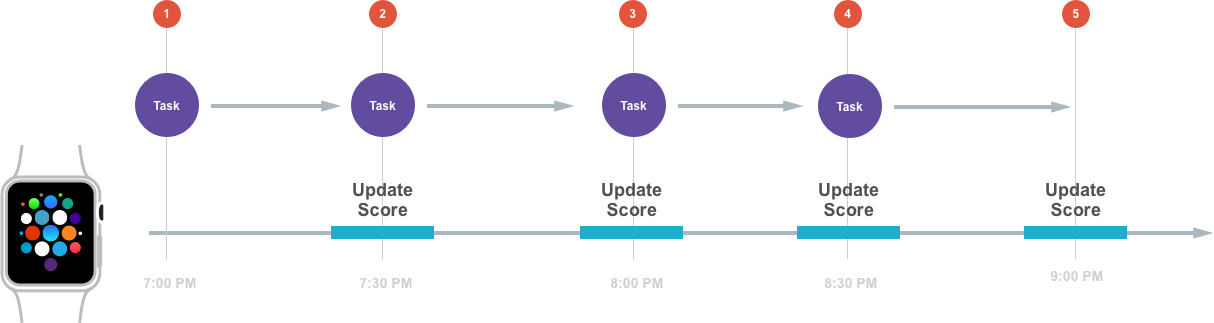 1
2
3
4
5
Task
Task
Task
Task
Update
Score
Update
Score
Update
Score
Update
Score
7:00 PM
7:30 PM
8:00 PM
8:30 PM
9:00 PM